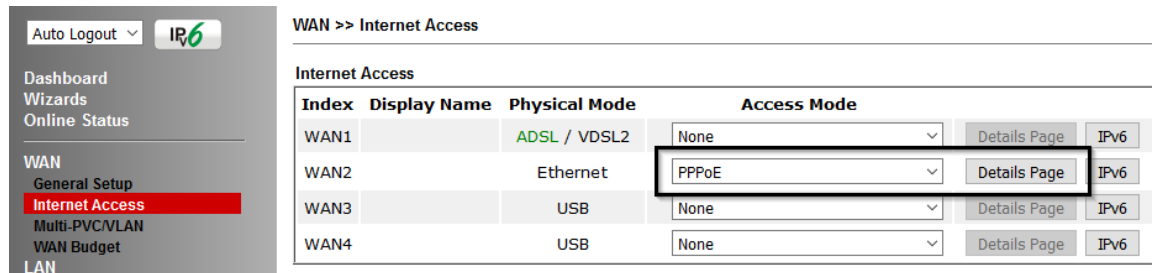 Auto Logout
IPv6
WAN >> Internet Access
Dashboard
Wizards
Online Status
WAN
General Setup
Internet Access
Multi-PVC/VLAN
WAN Budget
LAN
Internet Access
Index Display Name Physical Mode Access Mode
WAN1 ADSL / VDSL2 None Details Page IPv6
WAN2 Ethernet PPPoE Details Page IPv6
WAN3 USB None Details Page IPv6
WAN4 USB None Details Page IPv6